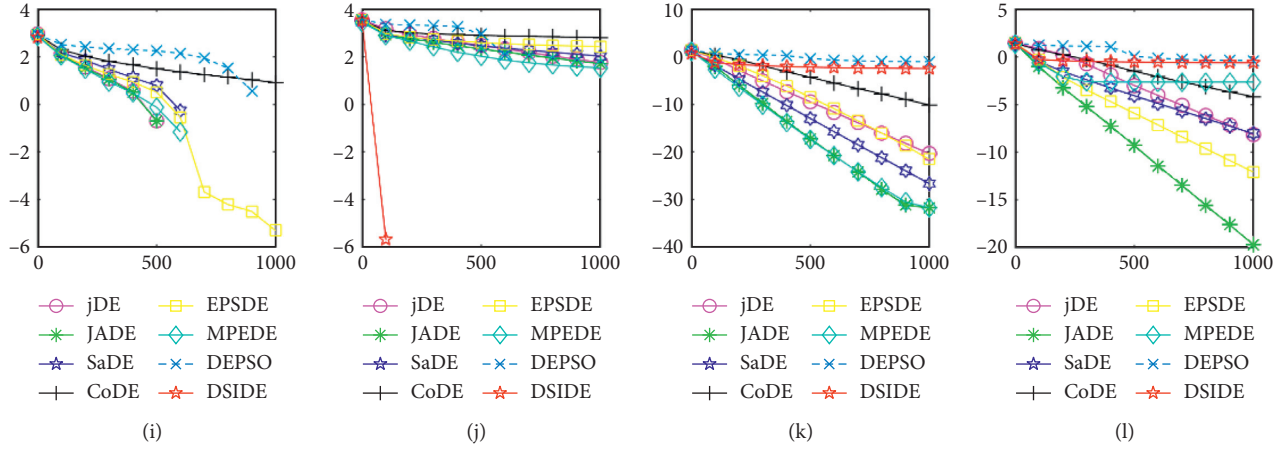 4
2
0
−2
−4
−6
0
500
1000
jDE
EPSDE
JADE
MPEDE
SaDE
DEPSO
CoDE
DSIDE
(i)
4
2
0
−2
−4
−6
0
500
1000
jDE
EPSDE
JADE
MPEDE
SaDE
DEPSO
CoDE
DSIDE
(j)
10
0
−10
−20
−30
−40
0
500
1000
jDE
EPSDE
JADE
MPEDE
SaDE
DEPSO
CoDE
DSIDE
(k)
5
0
−5
−10
−15
−20
0
500
1000
jDE
EPSDE
JADE
MPEDE
SaDE
DEPSO
CoDE
DSIDE
(l)